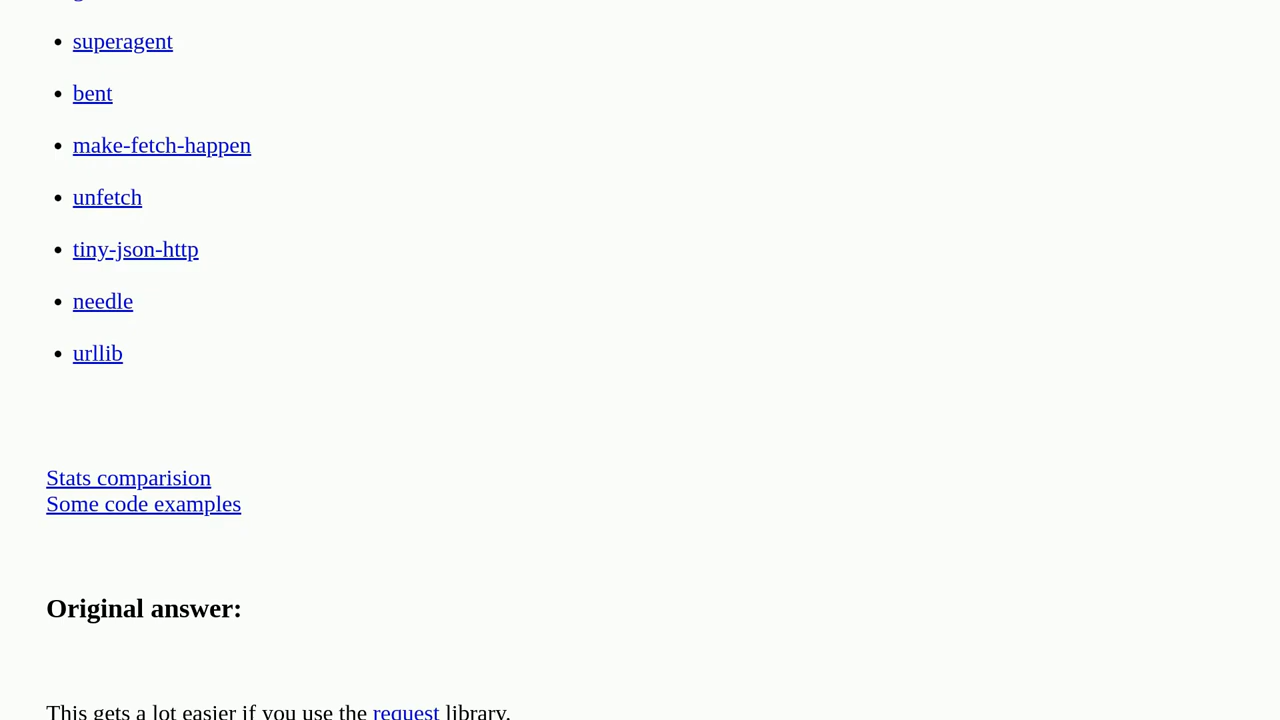 superagent
bent
make-fetch-happen
unfetch
tiny-json-http
needle
urllib
Stats comparision
Some code examples
Original answer:
This gets a lot easier if you use the request library.